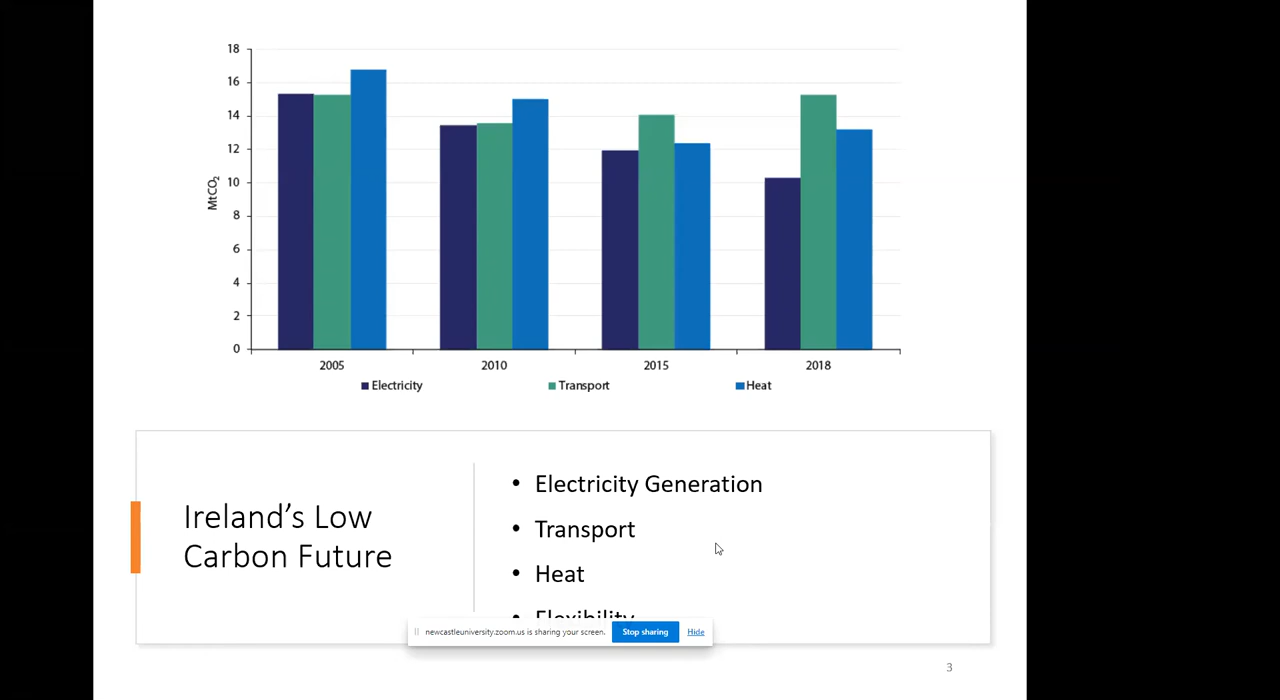 18
16
14
12
10
8
6
4
2
0
MtCO₂
2005 2010 2015 2018
Electricity Transport Heat
Ireland's Low
Carbon Future
• Electricity Generation
• Transport
• Heat
• Flexibility
newcastleuniversity.zoom.us is sharing your screen. Stop sharing Hide
3